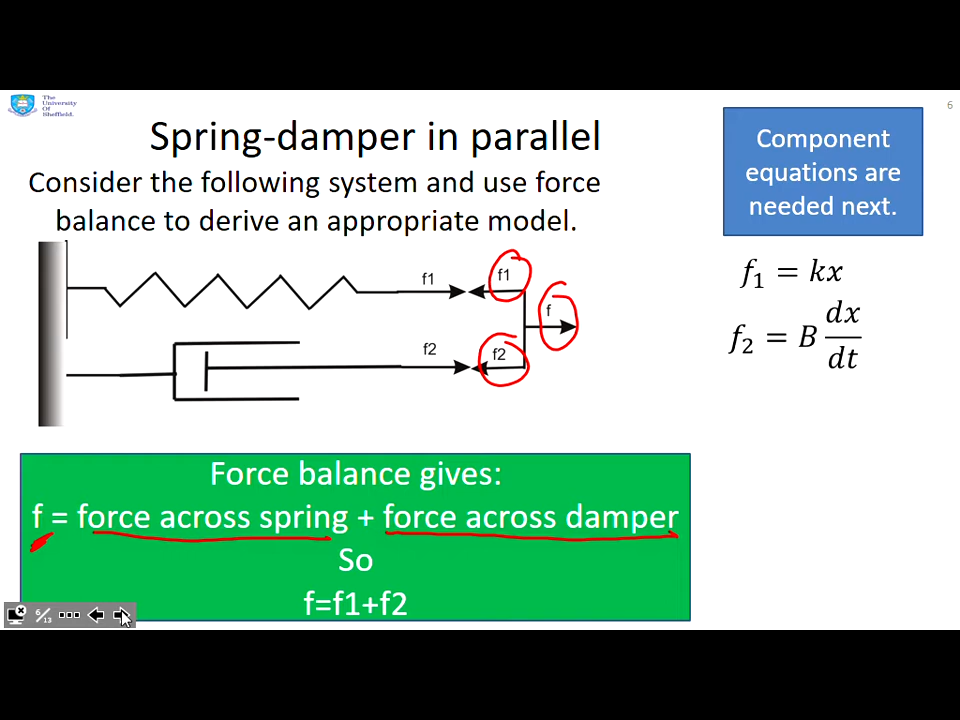 The
University
Of
Sheffield.
6
Spring-damper in parallel
Consider the following system and use force
balance to derive an appropriate model.
Component
equations are
needed next.
f1
f1
f
f2
f2
f₁ = kx
f₂ = B dx/dt
Force balance gives:
f = force across spring + force across damper
So
f=f1+f2
6/13